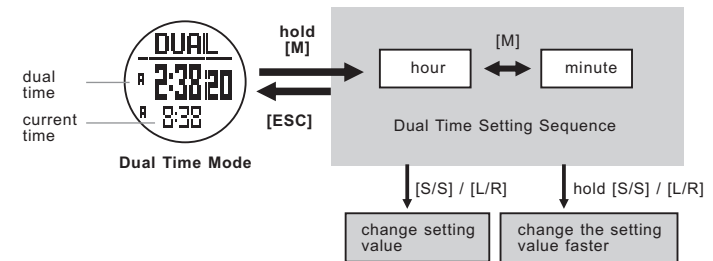 DUAL
A 2:38 20
A 8:38
dual
time
current
time
Dual Time Mode
hold
[M]
[ESC]
hour
[M]
minute
Dual Time Setting Sequence
[S/S] / [L/R]
hold [S/S] / [L/R]
change setting
value
change the setting
value faster